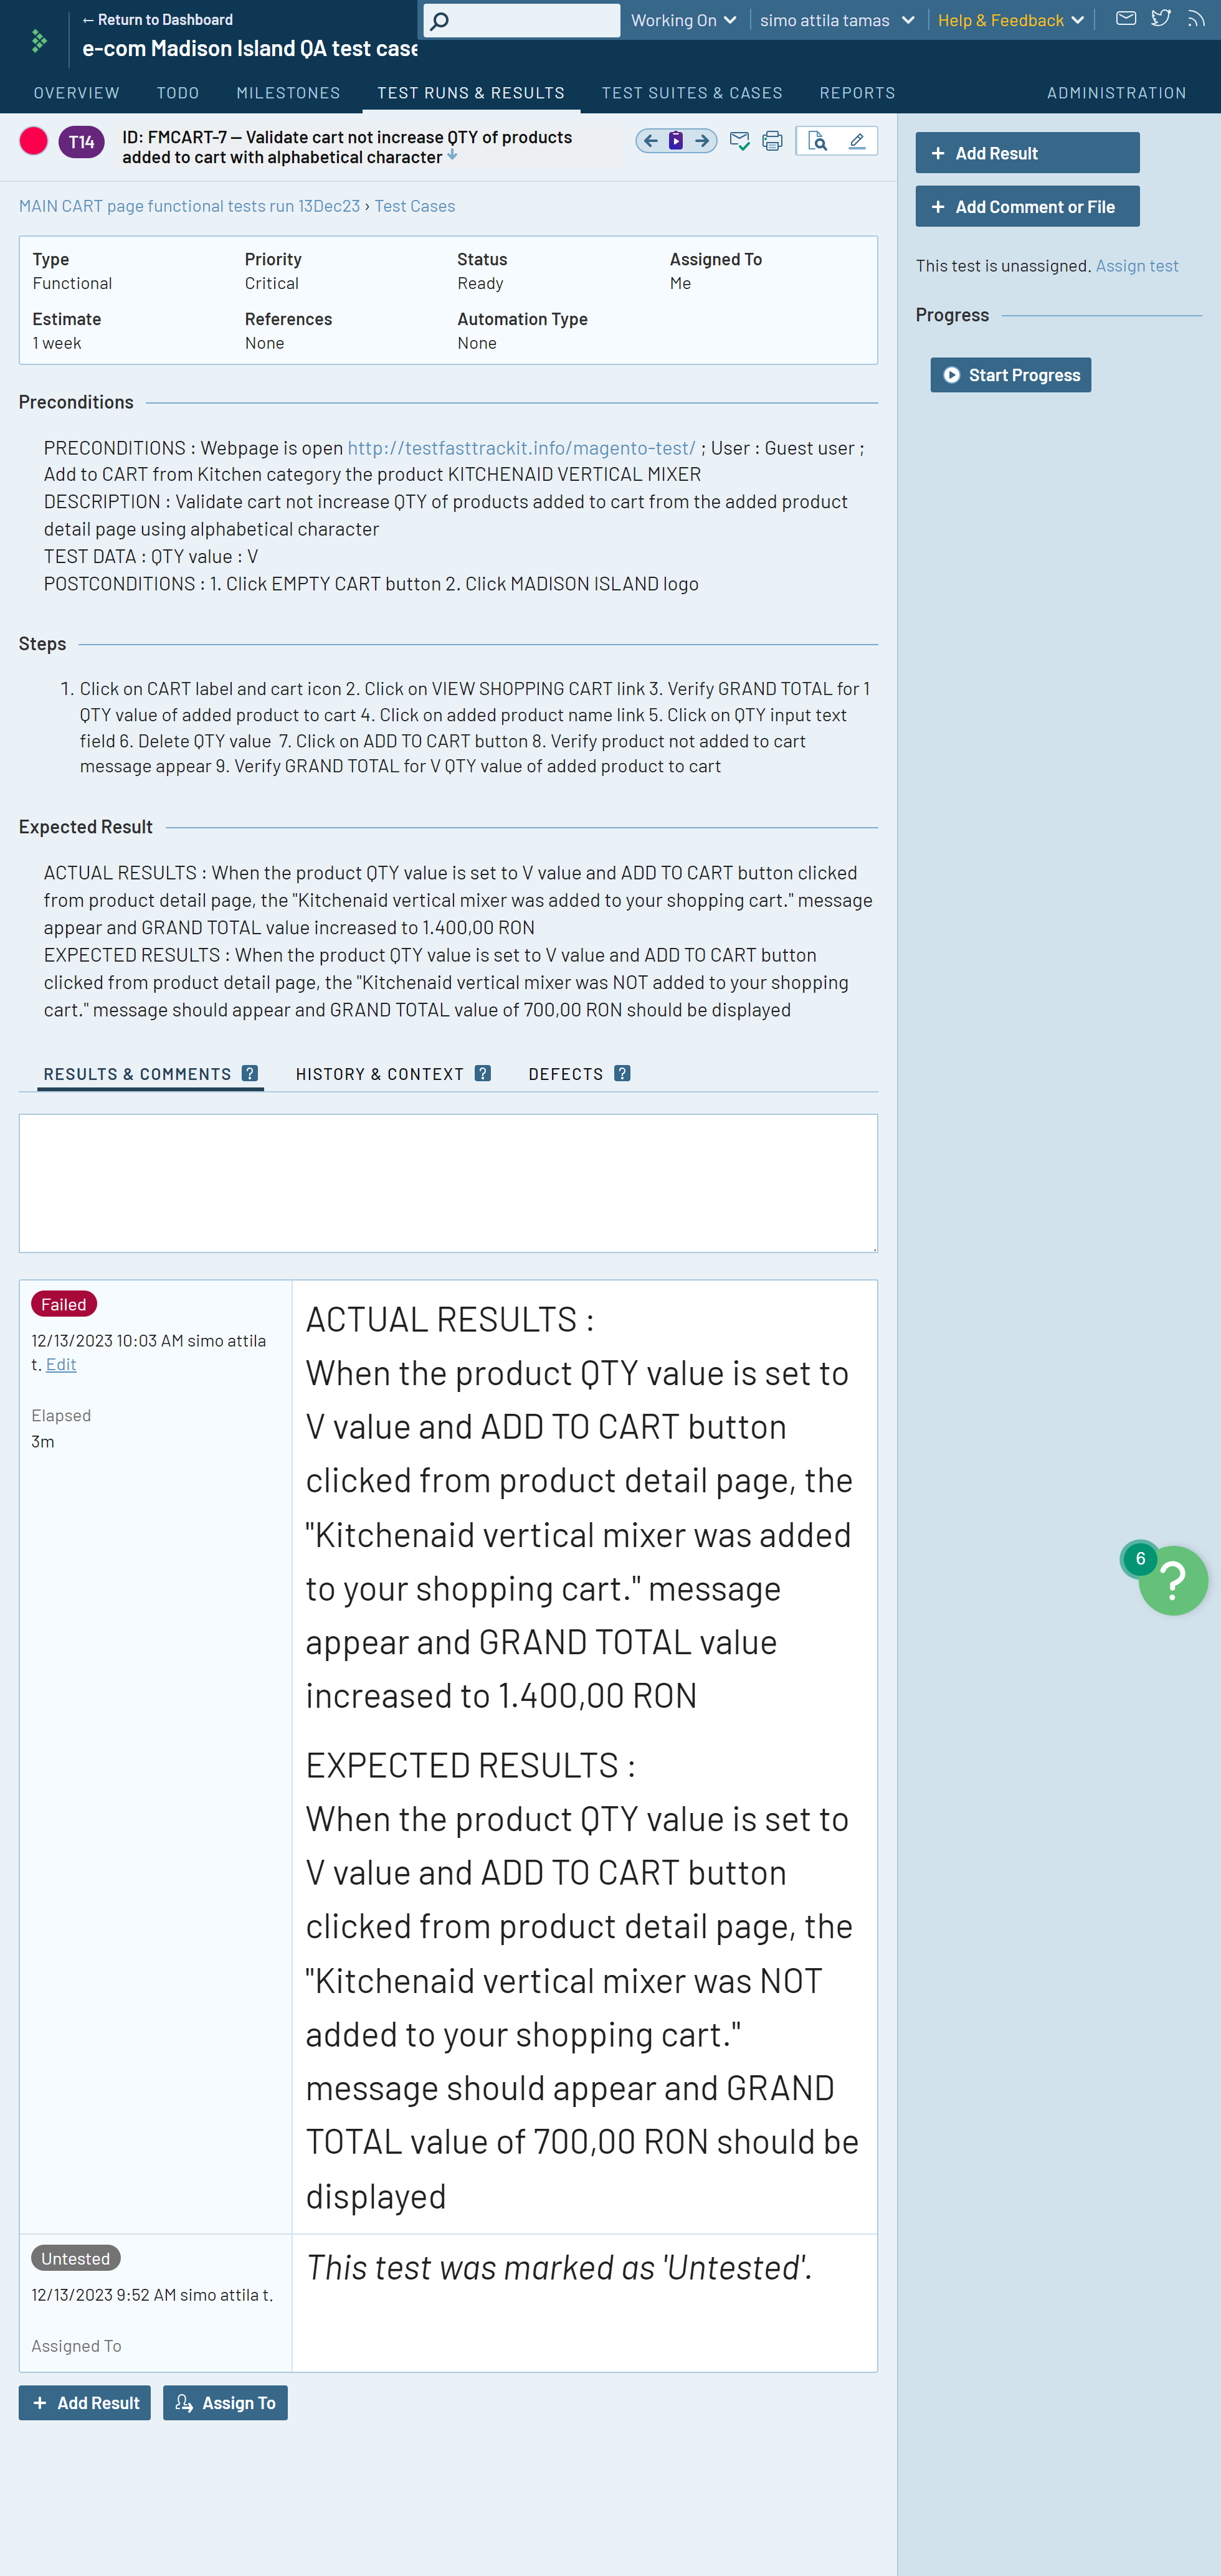 ← Return to Dashboard
e-com Madison Island QA test case
Working On
simo attila tamas
Help & Feedback
OVERVIEW
TODO
MILESTONES
TEST RUNS & RESULTS
TEST SUITES & CASES
REPORTS
ADMINISTRATION
T14
ID: FMCART-7 – Validate cart not increase QTY of products
added to cart with alphabetical character
MAIN CART page functional tests run 13Dec23 › Test Cases
Type
Functional
Priority
Critical
Status
Ready
Assigned To
Me
Estimate
1 week
References
None
Automation Type
None
Preconditions
PRECONDITIONS : Webpage is open http://testfasttrackit.info/magento-test/ ; User : Guest user ;
Add to CART from Kitchen category the product KITCHENAID VERTICAL MIXER
DESCRIPTION : Validate cart not increase QTY of products added to cart from the added product
detail page using alphabetical character
TEST DATA : QTY value : V
POSTCONDITIONS : 1. Click EMPTY CART button 2. Click MADISON ISLAND logo
Steps
1. Click on CART label and cart icon 2. Click on VIEW SHOPPING CART link 3. Verify GRAND TOTAL for 1
QTY value of added product to cart 4. Click on added product name link 5. Click on QTY input text
field 6. Delete QTY value 7. Click on ADD TO CART button 8. Verify product not added to cart
message appear 9. Verify GRAND TOTAL for V QTY value of added product to cart
Expected Result
ACTUAL RESULTS : When the product QTY value is set to V value and ADD TO CART button clicked
from product detail page, the "Kitchenaid vertical mixer was added to your shopping cart." message
appear and GRAND TOTAL value increased to 1.400,00 RON
EXPECTED RESULTS : When the product QTY value is set to V value and ADD TO CART button
clicked from product detail page, the "Kitchenaid vertical mixer was NOT added to your shopping
cart." message should appear and GRAND TOTAL value of 700,00 RON should be displayed
RESULTS & COMMENTS ?
HISTORY & CONTEXT ?
DEFECTS ?
Failed
12/13/2023 10:03 AM simo attila
t. Edit
Elapsed
3m
ACTUAL RESULTS :
When the product QTY value is set to
V value and ADD TO CART button
clicked from product detail page, the
"Kitchenaid vertical mixer was added
to your shopping cart." message
appear and GRAND TOTAL value
increased to 1.400,00 RON
EXPECTED RESULTS :
When the product QTY value is set to
V value and ADD TO CART button
clicked from product detail page, the
"Kitchenaid vertical mixer was NOT
added to your shopping cart."
message should appear and GRAND
TOTAL value of 700,00 RON should be
displayed
Untested
12/13/2023 9:52 AM simo attila t.
Assigned To
This test was marked as 'Untested'.
+ Add Result
Assign To
+ Add Result
+ Add Comment or File
This test is unassigned. Assign test
Progress
Start Progress
6
?